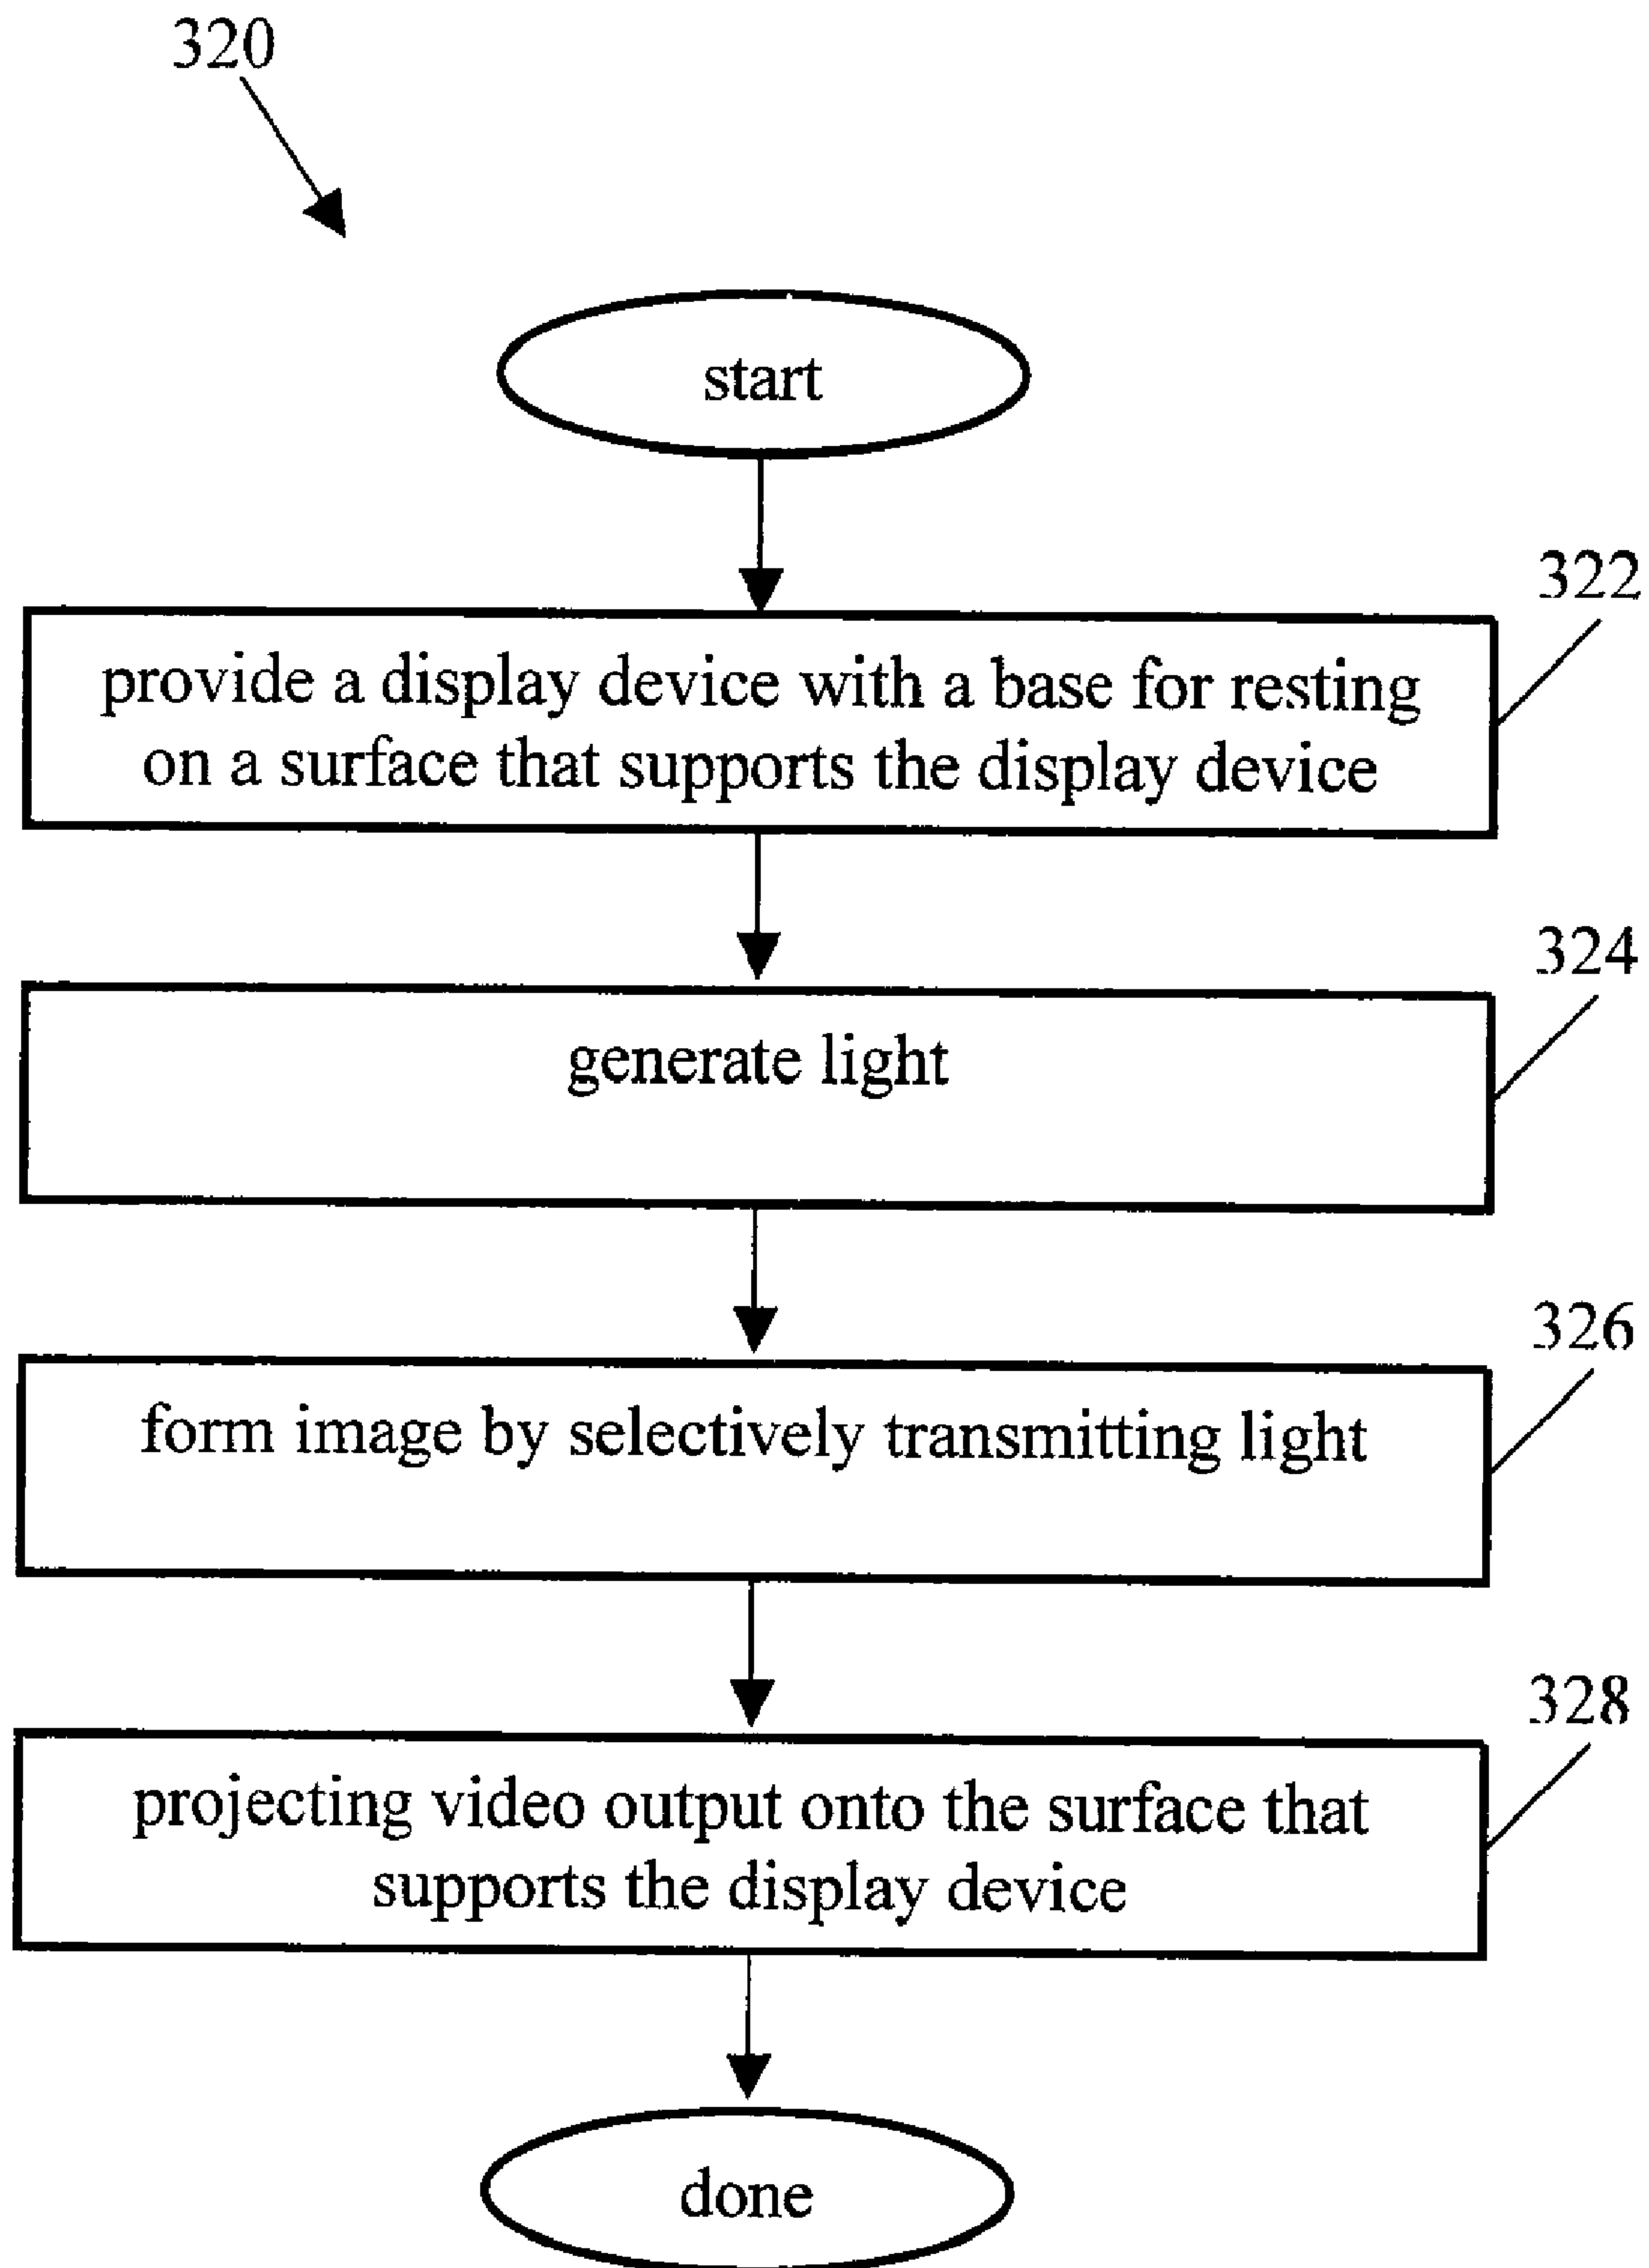 320
start
322
provide a display device with a base for resting
on a surface that supports the display device
324
generate light
326
form image by selectively transmitting light
328
projecting video output onto the surface that
supports the display device
done